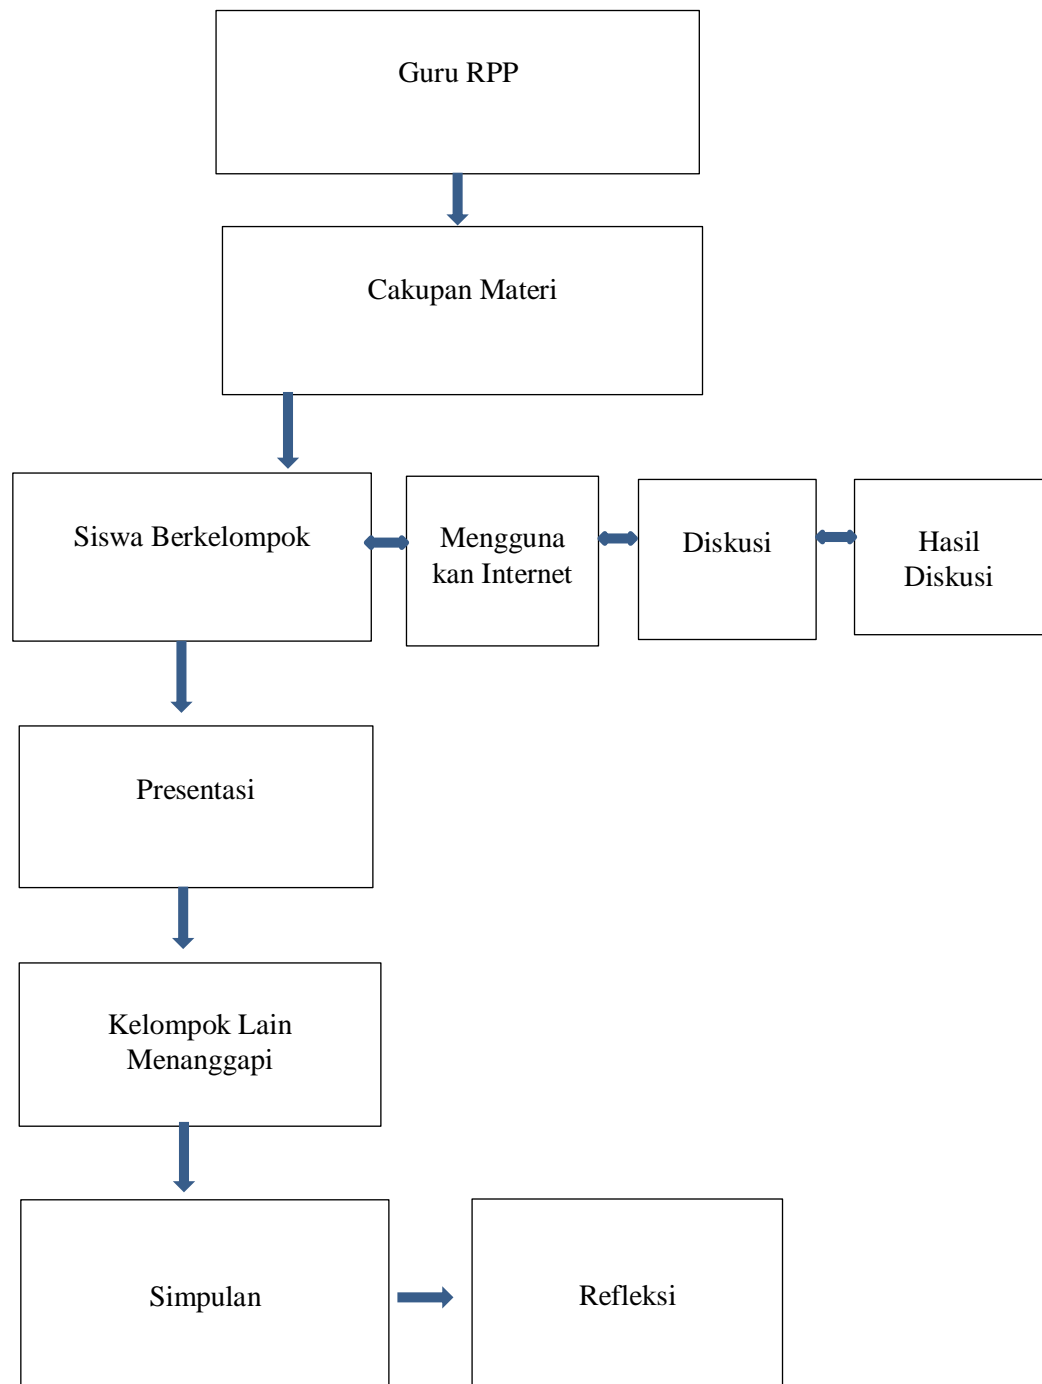 Guru RPP
Cakupan Materi
Siswa Berkelompok
Mengguna
kan Internet
Diskusi
Hasil
Diskusi
Presentasi
Kelompok Lain
Menanggapi
Simpulan
Refleksi